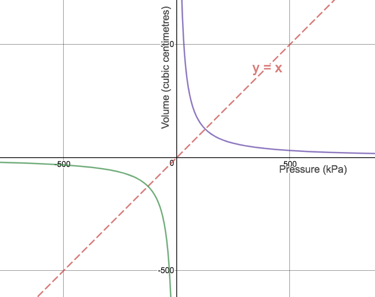 Volume (cubic centimetres)
y = x
-500
0
500
Pressure (kPa)
-500